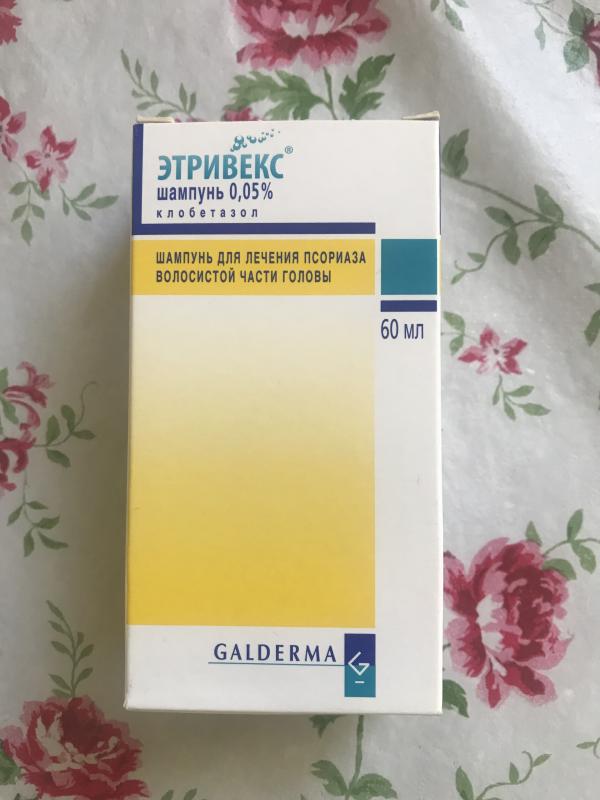 ЭТРИВЕКС®
шампунь 0,05%
клобетазол
ШАМПУНЬ ДЛЯ ЛЕЧЕНИЯ ПСОРИАЗА
ВОЛОСИСТОЙ ЧАСТИ ГОЛОВЫ
60 мл
GALDERMA